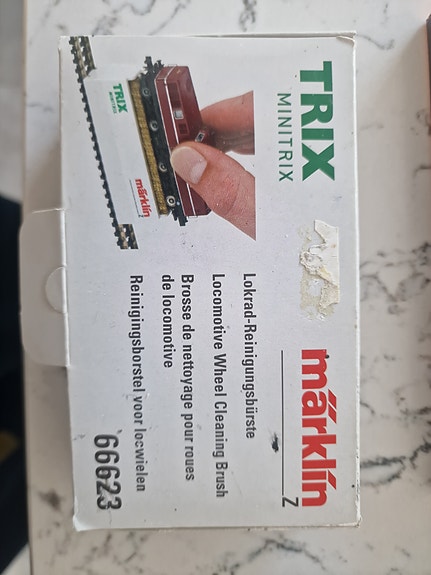 TRIX
MINITRIX
märklin
Z
TRIX
MINITRIX
märklin
Lokrad-Reinigungsbürste
Locomotive Wheel Cleaning Brush
Brosse de nettoyage pour roues
de locomotive
Reinigingsborstel voor locwielen
66623